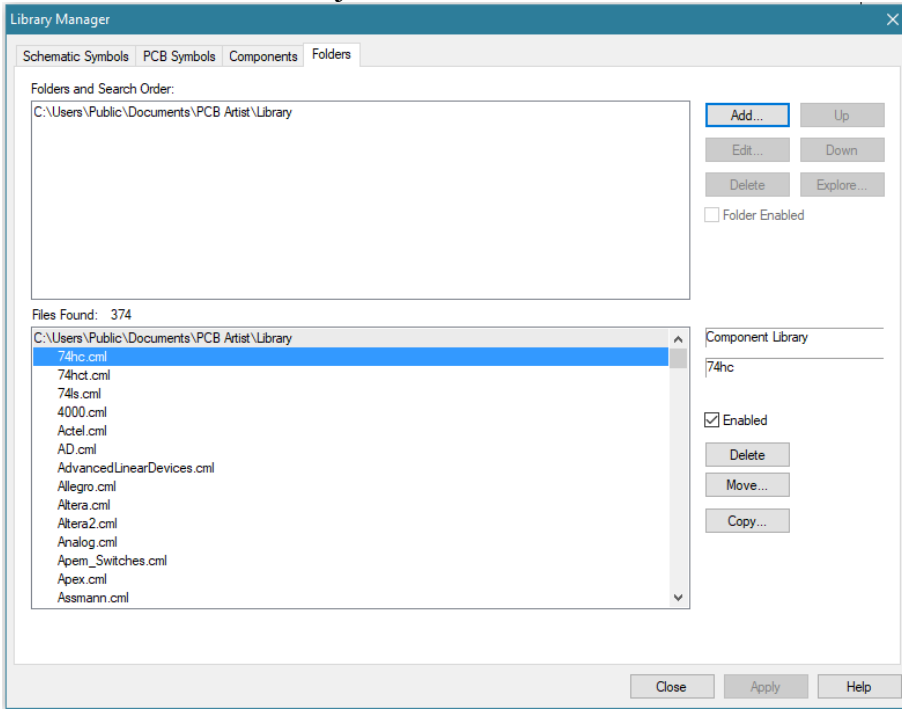 Library Manager
Schematic Symbols PCB Symbols Components Folders
Folders and Search Order:
C:\Users\Public\Documents\PCB Artist\Library
Add... Up
Edit... Down
Delete Explore...
Folder Enabled
Files Found: 374
C:\Users\Public\Documents\PCB Artist\Library
74hc.cml
74hct.cml
74ls.cml
4000.cml
Actel.cml
AD.cml
AdvancedLinearDevices.cml
Allegro.cml
Altera.cml
Altera2.cml
Analog.cml
Apem_Switches.cml
Apex.cml
Assmann.cml
Component Library
74hc
Enabled
Delete
Move...
Copy...
Close Apply Help